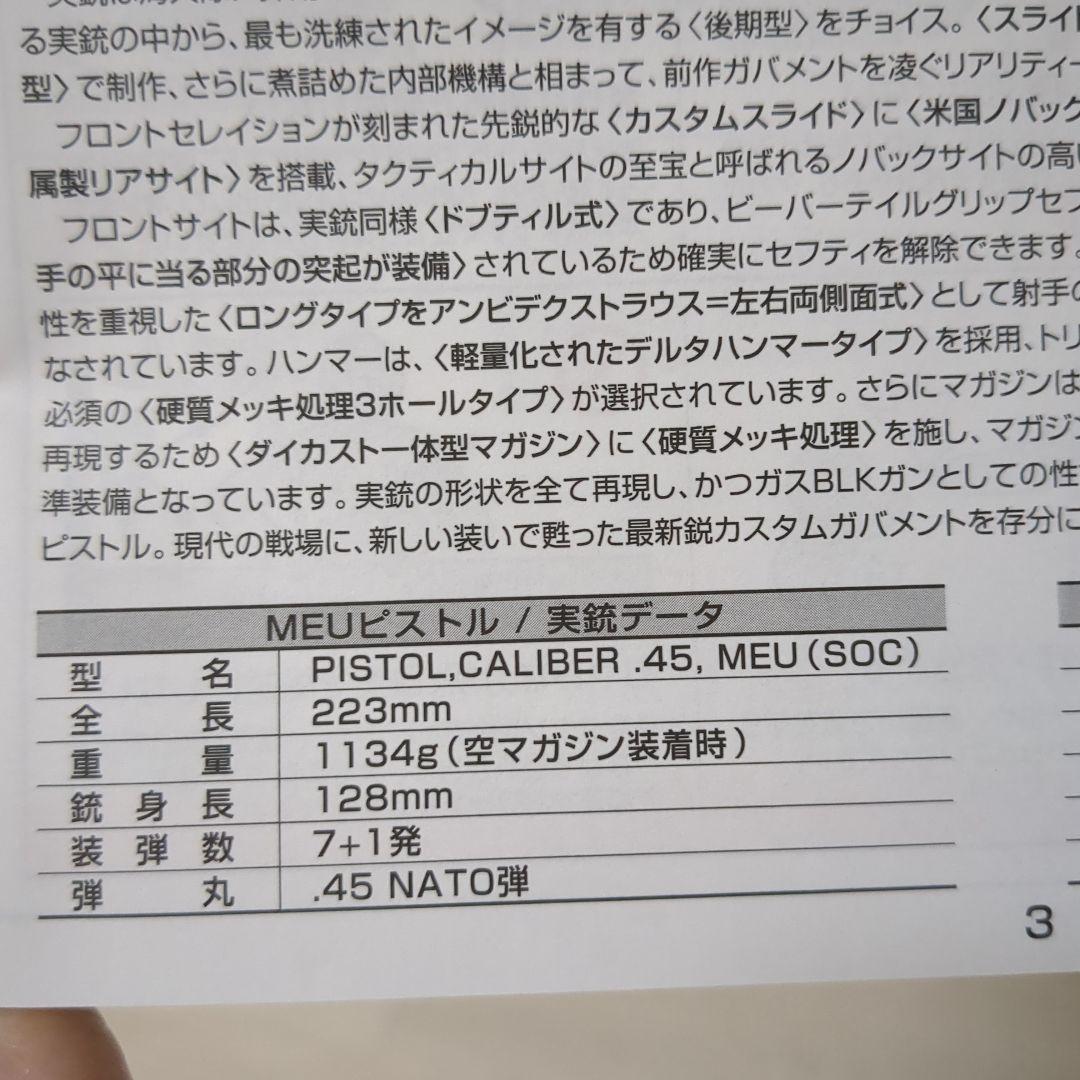 る実銃の中から、最も洗練されたイメージを有する〈後期型〉をチョイス。〈スライド
型〉で制作、さらに煮詰めた内部機構と相まって、前作ガバメントを凌ぐリアリティー
フロントセレイションが刻まれた先鋭的な〈カスタムスライド〉に〈米国ノバック
属製リアサイト〉を搭載、タクティカルサイトの至宝と呼ばれるノバックサイトの高い
フロントサイトは、実銃同様〈ドブティル式〉であり、ビーバーテイルグリップセフ
手の平に当る部分の突起が装備〉されているため確実にセフティを解除できます。
性を重視した〈ロングタイプをアンビデクストラウス=左右両側面式〉として射手の
なされています。ハンマーは、〈軽量化されたデルタハンマータイプ〉を採用、トリ
必須の〈硬質メッキ処理3ホールタイプ〉が選択されています。さらにマガジンは
再現するため〈ダイカスト一体型マガジン〉に〈硬質メッキ処理〉を施し、マガジン
準装備となっています。実銃の形状を全て再現し、かつガスBLKガンとしての性
ピストル。現代の戦場に、新しい装いで甦った最新鋭カスタムガバメントを存分に
MEUピストル / 実銃データ
型名 PISTOL,CALIBER .45, MEU(SOC)
全長 223mm
重量 1134g(空マガジン装着時)
銃身長 128mm
装弾数 7+1発
弾丸 .45 NATO弾
3